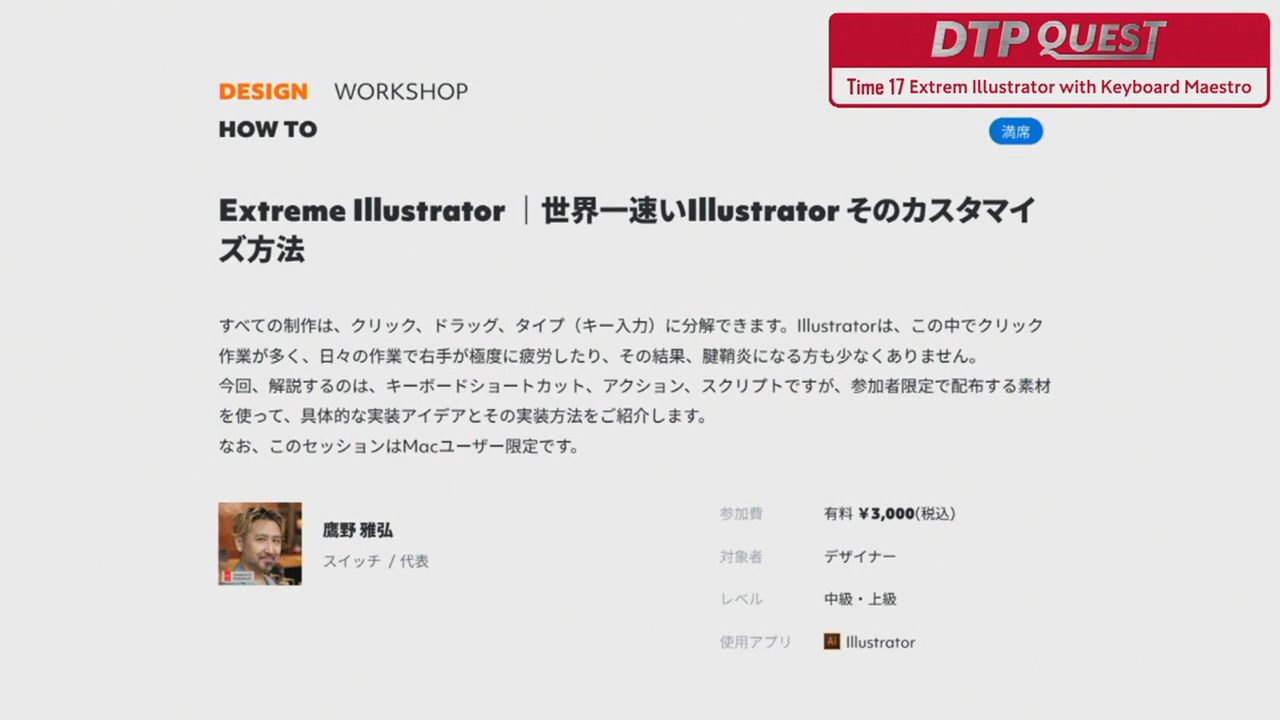 DTP QUEST
Time 17 Extrem Illustrator with Keyboard Maestro
DESIGN WORKSHOP
HOW TO
満席
Extreme Illustrator ｜世界一速いIllustrator そのカスタマイ
ズ方法
すべての制作は、クリック、ドラッグ、タイプ（キー入力）に分解できます。Illustratorは、この中でクリック
作業が多く、日々の作業で右手が極度に疲労したり、その結果、腱鞘炎になる方も少なくありません。
今回、解説するのは、キーボードショートカット、アクション、スクリプトですが、参加者限定で配布する素材
を使って、具体的な実装アイデアとその実装方法をご紹介します。
なお、このセッションはMacユーザー限定です。
鷹野 雅弘
スイッチ / 代表
参加費 有料 ¥3,000(税込)
対象者 デザイナー
レベル 中級・上級
使用アプリ Ai Illustrator